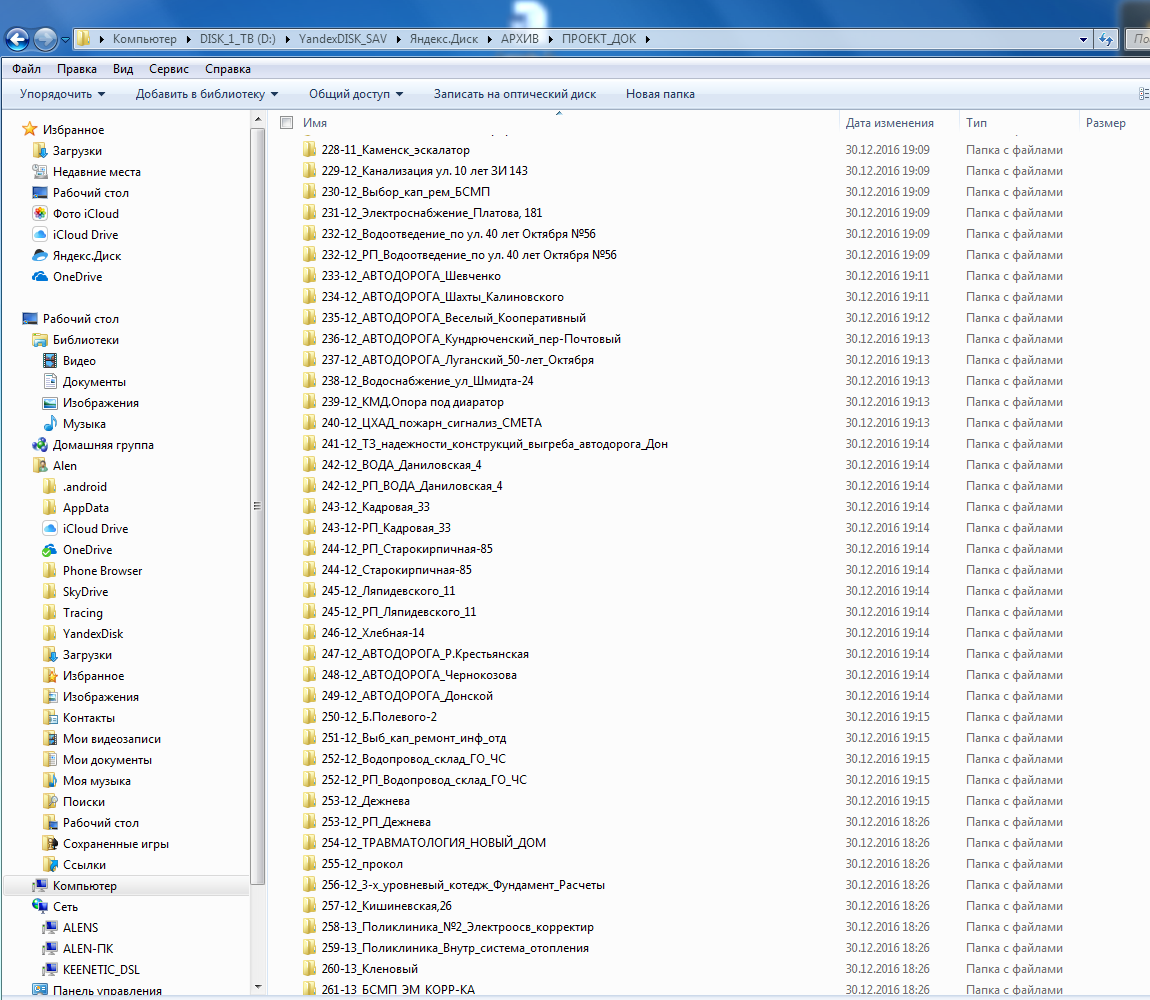 Компьютер DISK_1_TB (D:) YandexDISK_SAV Яндекс.Диск АРХИВ ПРОЕКТ_ДОК
Файл Правка Вид Сервис Справка
Упорядочить Добавить в библиотеку Общий доступ Записать на оптический диск Новая папка
Избранное
Загрузки
Недавние места
Рабочий стол
Фото iCloud
iCloud Drive
Яндекс.Диск
OneDrive
Рабочий стол
Библиотеки
Видео
Документы
Изображения
Музыка
Домашняя группа
Alen
.android
AppData
iCloud Drive
OneDrive
Phone Browser
SkyDrive
Tracing
YandexDisk
Загрузки
Избранное
Изображения
Контакты
Мои видеозаписи
Мои документы
Моя музыка
Поиски
Рабочий стол
Сохраненные игры
Ссылки
Компьютер
Сеть
ALENS
ALEN-ПК
KEENETIC_DSL
Панель управления
Имя Дата изменения Тип Размер
228-11_Каменск_эскалатор 30.12.2016 19:09 Папка с файлами
229-12_Канализация ул. 10 лет ЗИ 143 30.12.2016 19:09 Папка с файлами
230-12_Выбор_кап_рем_БСМП 30.12.2016 19:09 Папка с файлами
231-12_Электроснабжение_Платова, 181 30.12.2016 19:09 Папка с файлами
232-12_Водоотведение_по ул. 40 лет Октября №56 30.12.2016 19:09 Папка с файлами
232-12_РП_Водоотведение_по ул. 40 лет Октября №56 30.12.2016 19:09 Папка с файлами
233-12_АВТОДОРОГА_Шевченко 30.12.2016 19:11 Папка с файлами
234-12_АВТОДОРОГА_Шахты_Калиновского 30.12.2016 19:11 Папка с файлами
235-12_АВТОДОРОГА_Веселый_Кооперативный 30.12.2016 19:12 Папка с файлами
236-12_АВТОДОРОГА_Кундрюченский_пер-Почтовый 30.12.2016 19:13 Папка с файлами
237-12_АВТОДОРОГА_Луганский_50-лет_Октября 30.12.2016 19:13 Папка с файлами
238-12_Водоснабжение_ул_Шмидта-24 30.12.2016 19:13 Папка с файлами
239-12_КМД.Опора под диаратор 30.12.2016 19:13 Папка с файлами
240-12_ЦХАД_пожарн_сигнализ_СМЕТА 30.12.2016 19:13 Папка с файлами
241-12_ТЗ_надежности_конструкций_выгреба_автодорога_Дон 30.12.2016 19:14 Папка с файлами
242-12_ВОДА_Даниловская_4 30.12.2016 19:14 Папка с файлами
242-12_РП_ВОДА_Даниловская_4 30.12.2016 19:14 Папка с файлами
243-12_Кадровая_33 30.12.2016 19:14 Папка с файлами
243-12-РП_Кадровая_33 30.12.2016 19:14 Папка с файлами
244-12_РП_Старокирпичная-85 30.12.2016 19:14 Папка с файлами
244-12_Старокирпичная-85 30.12.2016 19:14 Папка с файлами
245-12_Ляпидевского_11 30.12.2016 19:14 Папка с файлами
245-12_РП_Ляпидевского_11 30.12.2016 19:14 Папка с файлами
246-12_Хлебная-14 30.12.2016 19:14 Папка с файлами
247-12_АВТОДОРОГА_Р.Крестьянская 30.12.2016 19:14 Папка с файлами
248-12_АВТОДОРОГА_Чернокозова 30.12.2016 19:14 Папка с файлами
249-12_АВТОДОРОГА_Донской 30.12.2016 19:14 Папка с файлами
250-12_Б.Полевого-2 30.12.2016 19:15 Папка с файлами
251-12_Выб_кап_ремонт_инф_отд 30.12.2016 19:15 Папка с файлами
252-12_Водопровод_склад_ГО_ЧС 30.12.2016 19:15 Папка с файлами
252-12_РП_Водопровод_склад_ГО_ЧС 30.12.2016 19:15 Папка с файлами
253-12_Дежнева 30.12.2016 19:15 Папка с файлами
253-12_РП_Дежнева 30.12.2016 18:26 Папка с файлами
254-12_ТРАВМАТОЛОГИЯ_НОВЫЙ_ДОМ 30.12.2016 18:26 Папка с файлами
255-12_прокол 30.12.2016 18:26 Папка с файлами
256-12_3-х_уровневый_котедж_Фундамент_Расчеты 30.12.2016 18:26 Папка с файлами
257-12_Кишиневская,26 30.12.2016 18:26 Папка с файлами
258-13_Поликлиника_№2_Электроосв_корректир 30.12.2016 18:26 Папка с файлами
259-13_Поликлиника_Внутр_система_отопления 30.12.2016 18:26 Папка с файлами
260-13_Кленовый 30.12.2016 18:26 Папка с файлами
261-13_БСМП_ЭМ_КОРР-КА 30.12.2016 18:26 Папка с файлами